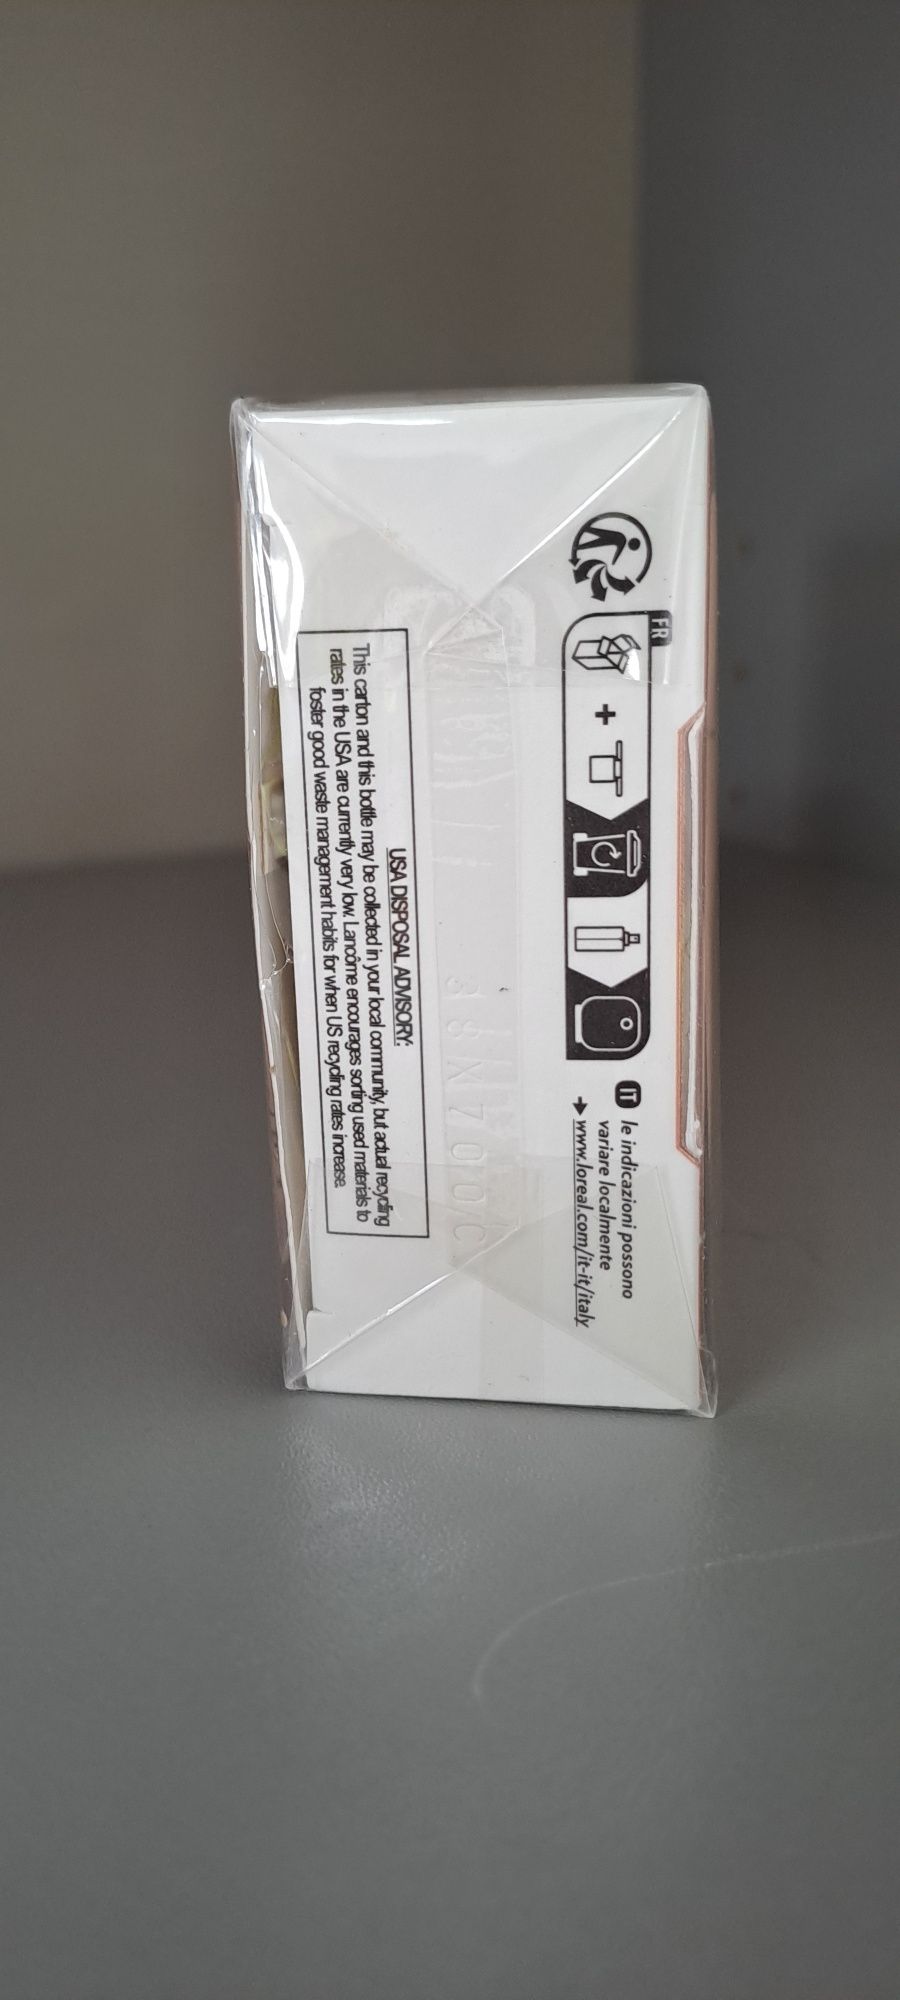 FR
IT le indicazioni possono
variare localmente
➔ www.loreal.com/it-it/italy
38X700C
USA DISPOSAL ADVISORY:
This carton and this bottle may be collected in your local community, but actual recycling
rates in the USA are currently very low. Lancôme encourages sorting used materials to
foster good waste management habits for when US recycling rates increase.